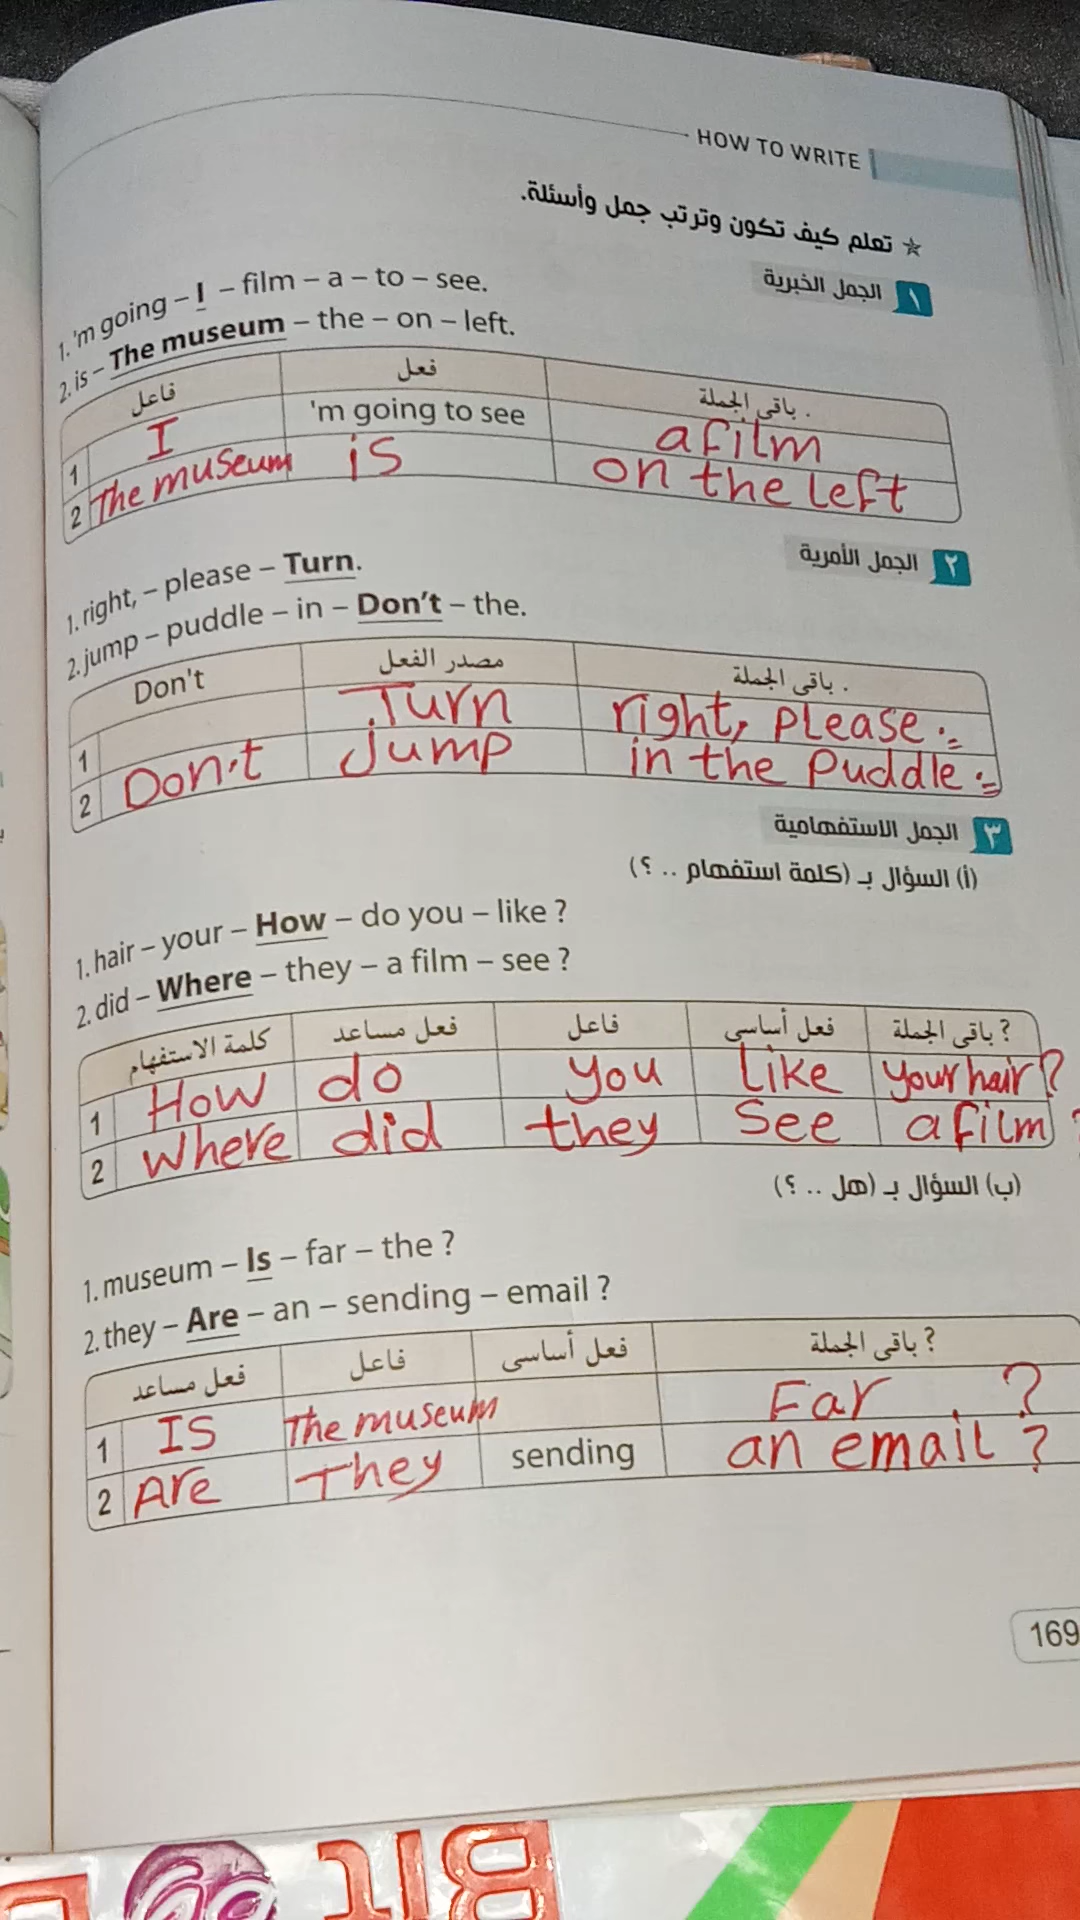 HOW TO WRITE
★ تعلم كيف تكون وترتب جمل وأسئلة.
١ الجمل الخبرية
1. 'm going – I – film – a – to – see.
2. is – The museum – the – on – left.
فاعل فعل باقى الجملة .
1 I 'm going to see a film
2 The museum is on the left
٢ الجمل الأمرية
1. right, – please – Turn.
2. jump – puddle – in – Don't – the.
Don't مصدر الفعل باقى الجملة .
1 Turn right, please.
2 Don't jump in the Puddle.
٣ الجمل الاستفهامية
(أ) السؤال بـ (كلمة استفهام .. ؟)
1. hair – your – How – do you – like ?
2. did – Where – they – a film – see ?
كلمة الاستفهام فعل مساعد فاعل فعل أساسى باقى الجملة ?
1 How do you like your hair ?
2 Where did they see a film ?
(ب) السؤال بـ (هل .. ؟)
1. museum – Is – far – the ?
2. they – Are – an – sending – email ?
فعل مساعد فاعل فعل أساسى باقى الجملة ?
1 IS The museum Far ?
2 Are They sending an email ?
169